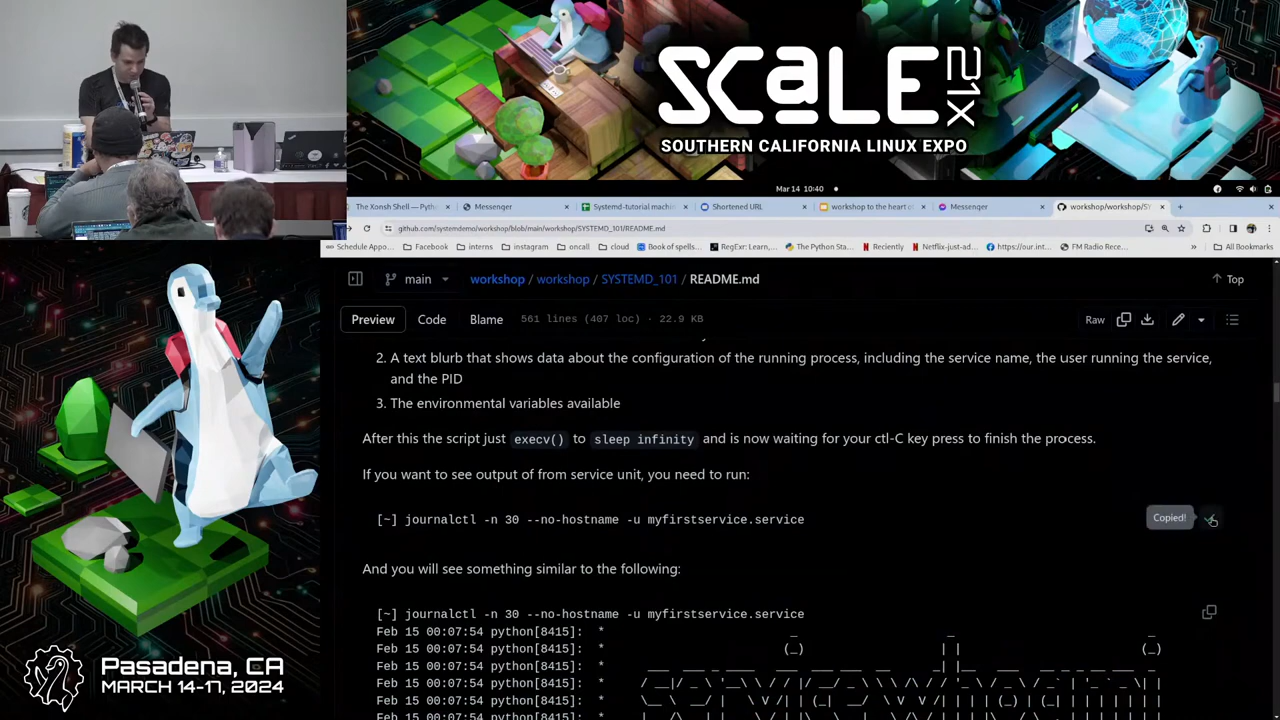 SCaLE 21X
SOUTHERN CALIFORNIA LINUX EXPO
Mar 14 10:40
The Xonsh Shell — Pyth
Messenger
Systemd-tutorial machin
Shortened URL
workshop to the heart of
Messenger
workshop/workshop/SY
github.com/systemdemo/workshop/blob/main/workshop/SYSTEMD_101/README.md
Schedule Appo...
Facebook
interns
instagram
oncall
cloud
Book of spells...
RegExr: Learn,...
The Python Sta...
Reciently
Netflix-just-ad...
https://our.int...
FM Radio Rece...
All Bookmarks
main
workshop / workshop / SYSTEMD_101 / README.md
Top
Preview
Code
Blame
561 lines (407 loc) · 22.9 KB
Raw
2. A text blurb that shows data about the configuration of the running process, including the service name, the user running the service,
and the PID
3. The environmental variables available
After this the script just execv() to sleep infinity and is now waiting for your ctl-C key press to finish the process.
If you want to see output of from service unit, you need to run:
[~] journalctl -n 30 --no-hostname -u myfirstservice.service
Copied!
And you will see something similar to the following:
[~] journalctl -n 30 --no-hostname -u myfirstservice.service
Feb 15 00:07:54 python[8415]: *
Feb 15 00:07:54 python[8415]: *
Feb 15 00:07:54 python[8415]: *
Feb 15 00:07:54 python[8415]: *
Feb 15 00:07:54 python[8415]: *
Feb 15 00:07:54 python[8415]: *
Pasadena, CA
MARCH 14-17, 2024